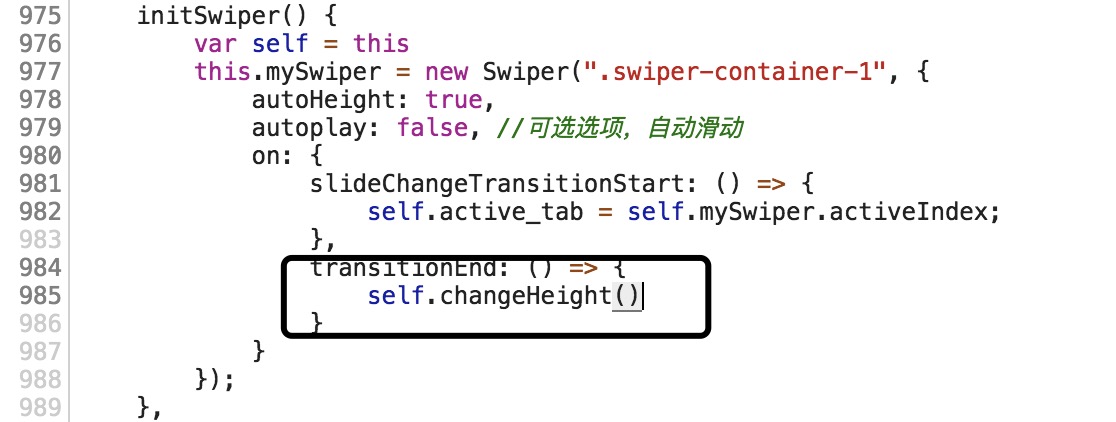 975 initSwiper() {
976 var self = this
977 this.mySwiper = new Swiper(".swiper-container-1", {
978 autoHeight: true,
979 autoplay: false, //可选选项，自动滑动
980 on: {
981 slideChangeTransitionStart: () => {
982 self.active_tab = self.mySwiper.activeIndex;
983 },
984 transitionEnd: () => {
985 self.changeHeight()
986 }
987 }
988 });
989 },